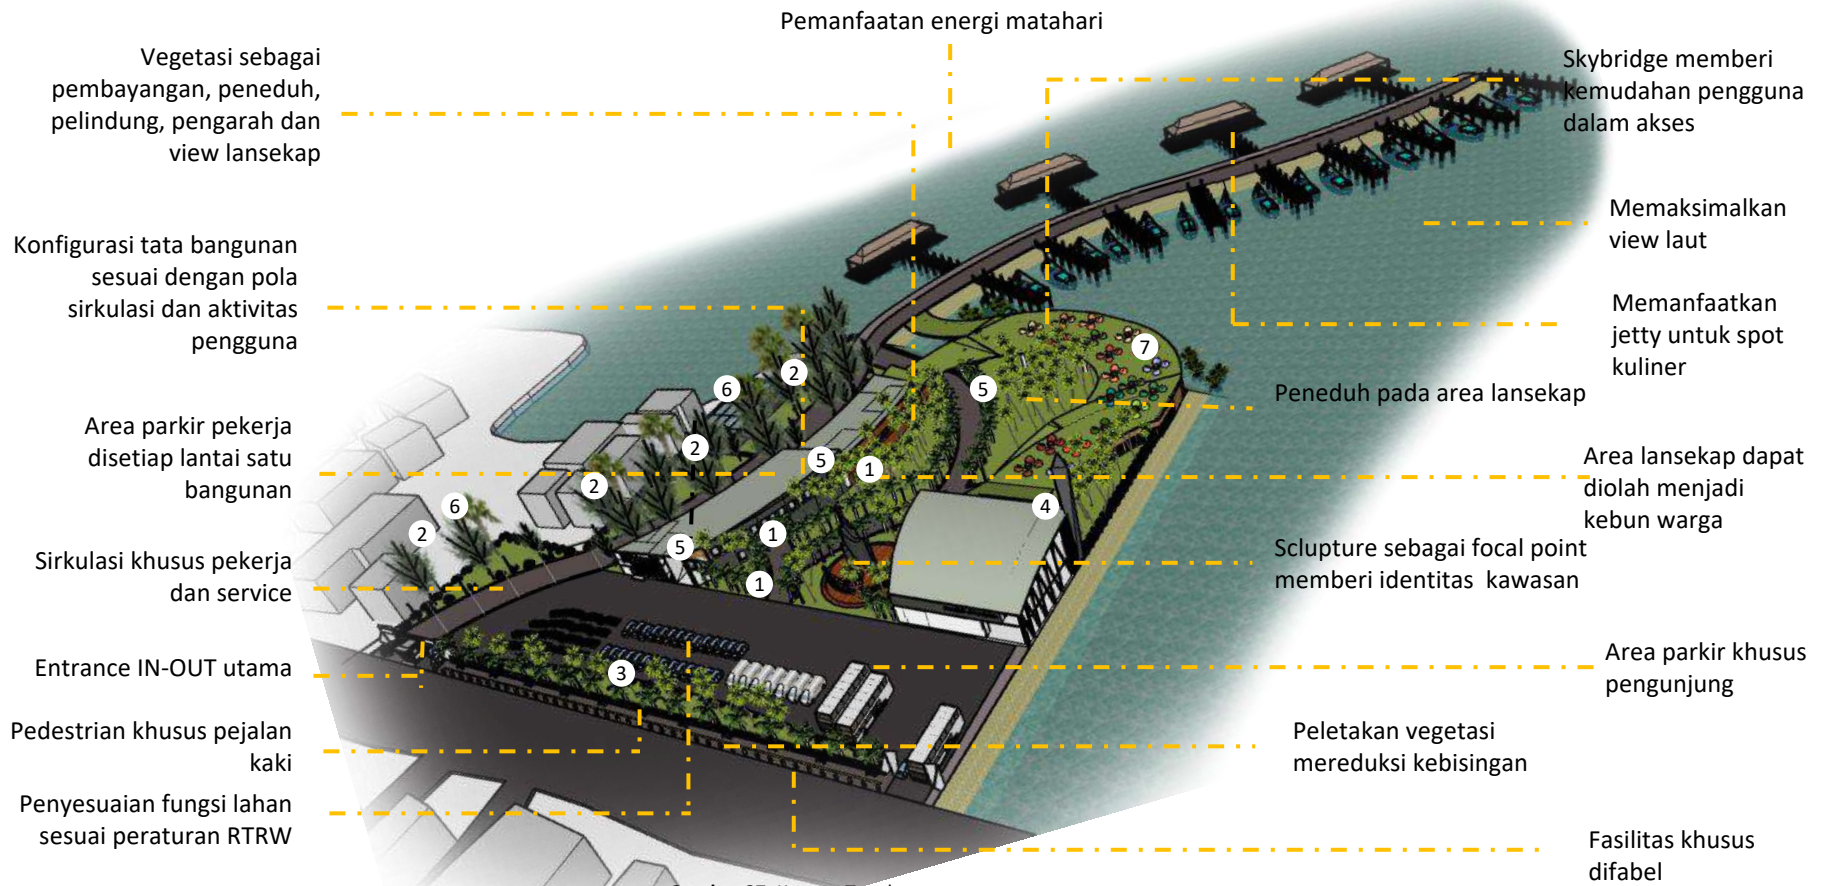 Pemanfaatan energi matahari
Vegetasi sebagai
pembayangan, peneduh,
pelindung, pengarah dan
view lansekap
Konfigurasi tata bangunan
sesuai dengan pola
sirkulasi dan aktivitas
pengguna
Area parkir pekerja
disetiap lantai satu
bangunan
Sirkulasi khusus pekerja
dan service
Entrance IN-OUT utama
Pedestrian khusus pejalan
kaki
Penyesuaian fungsi lahan
sesuai peraturan RTRW
Skybridge memberi
kemudahan pengguna
dalam akses
Memaksimalkan
view laut
Memanfaatkan
jetty untuk spot
kuliner
Peneduh pada area lansekap
Area lansekap dapat
diolah menjadi
kebun warga
Sclupture sebagai focal point
memberi identitas kawasan
Area parkir khusus
pengunjung
Peletakan vegetasi
mereduksi kebisingan
Fasilitas khusus
difabel
7
2
6
5
2
5
1
2
4
6
2
1
5
1
3